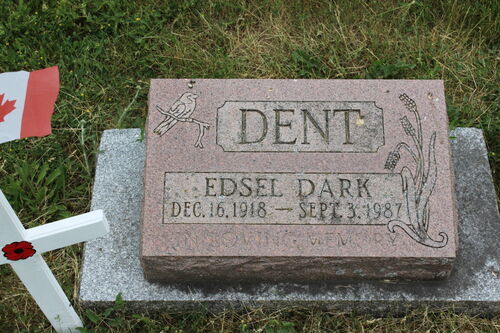 DENT
EDSEL DARK
DEC. 16, 1918 — SEPT. 3, 1987
IN LOVING MEMORY